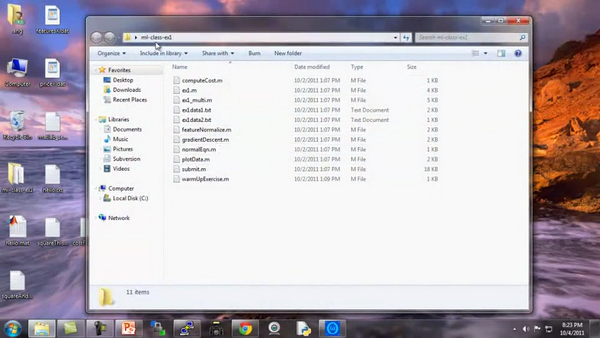 ml-class-ex1
Search ml-class-ex1
Organize
Include in library
Share with
Burn
New folder
Favorites
Desktop
Downloads
Recent Places
Libraries
Documents
Music
Pictures
Subversion
Videos
Computer
Local Disk (C:)
Network
Name Date modified Type Size
computeCost.m 10/2/2011 1:07 PM M File 1 KB
ex1.m 10/2/2011 1:07 PM M File 4 KB
ex1_multi.m 10/2/2011 1:07 PM M File 5 KB
ex1data1.txt 10/2/2011 1:07 PM Text Document 2 KB
ex1data2.txt 10/2/2011 1:07 PM Text Document 1 KB
featureNormalize.m 10/2/2011 1:07 PM M File 2 KB
gradientDescent.m 10/2/2011 1:07 PM M File 2 KB
normalEqn.m 10/2/2011 1:07 PM M File 1 KB
plotData.m 10/2/2011 1:07 PM M File 2 KB
submit.m 10/2/2011 1:07 PM M File 18 KB
warmUpExercise.m 10/2/2011 1:09 PM M File 1 KB
11 items
Computer
Recycle Bin
ml-class-ex1
hello.mat
8:23 PM
10/4/2011